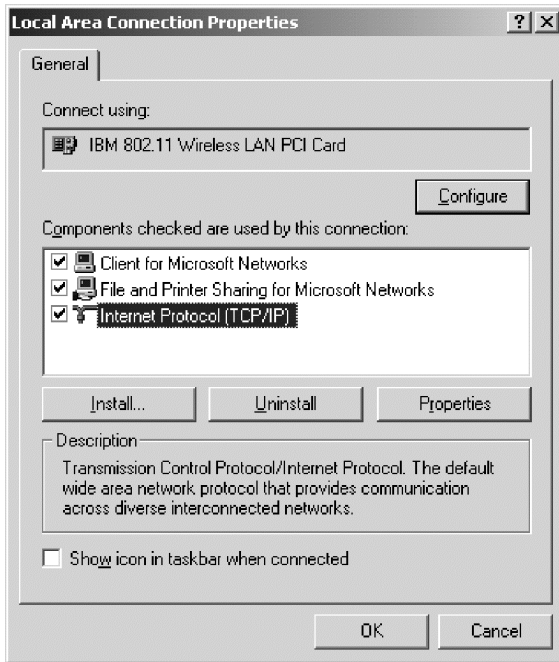 Local Area Connection Properties
General
Connect using:
IBM 802.11 Wireless LAN PCI Card
Configure
Components checked are used by this connection:
Client for Microsoft Networks
File and Printer Sharing for Microsoft Networks
Internet Protocol (TCP/IP)
Install...
Uninstall
Properties
Description
Transmission Control Protocol/Internet Protocol. The default
wide area network protocol that provides communication
across diverse interconnected networks.
Show icon in taskbar when connected
OK
Cancel